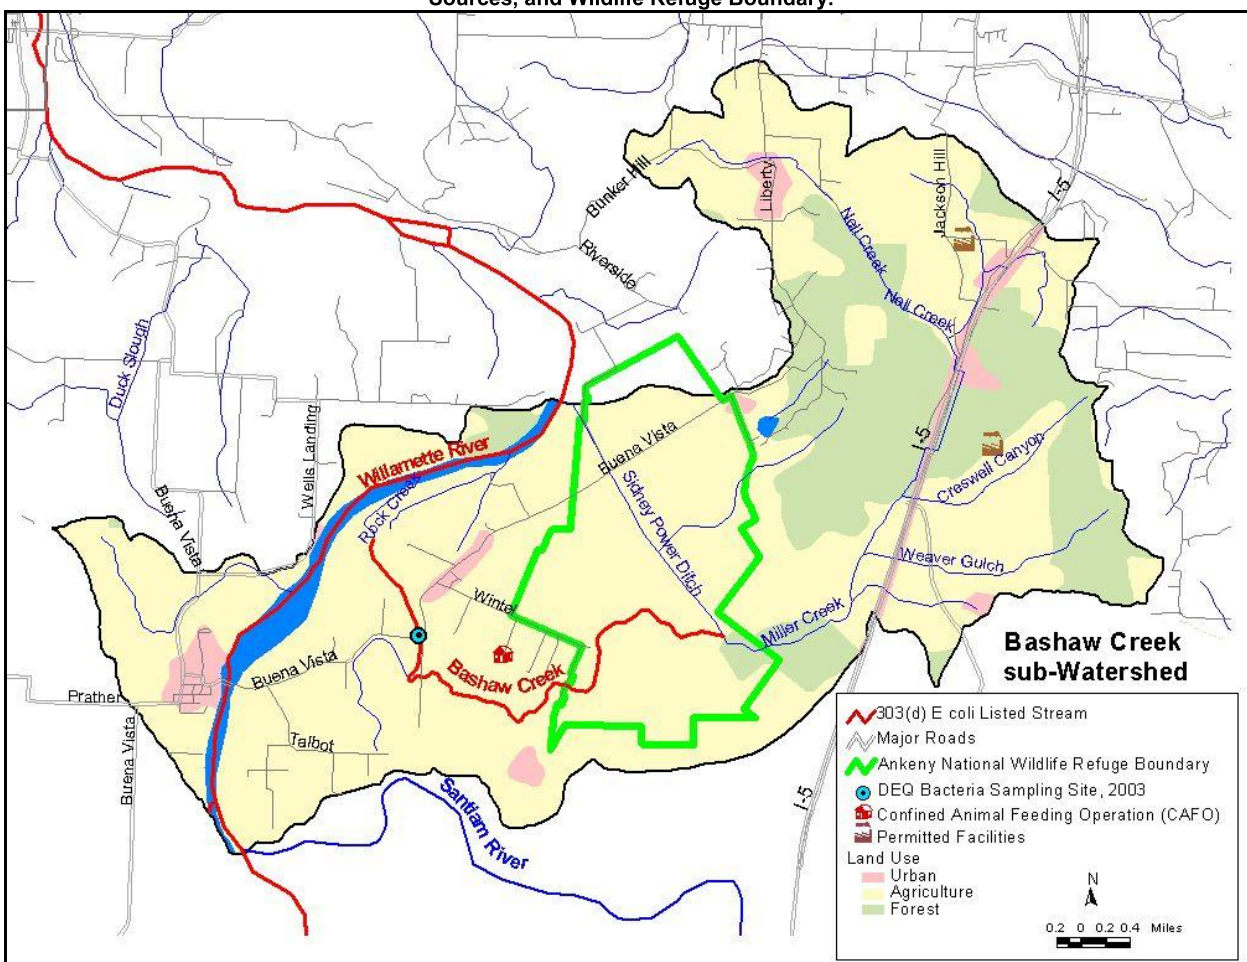 Sources, and Wildlife Refuge Boundary.
Bunker Hill
Liberty
Jackson Hill
I-5
Riverside
Neil Creek
Neil Creek
Duck Slough
Wells Landing
Willamette River
Rock Creek
Buena Vista
Sidney Power Ditch
I-5
Creswell Canyon
Weaver Gulch
Buena Vista
Wintel
Miller Creek
Bashaw Creek
Buena Vista
Prather
Buena Vista
Talbot
Santiam River
I-5
Bashaw Creek
sub-Watershed
303(d) E coli Listed Stream
Major Roads
Ankeny National Wildlife Refuge Boundary
DEQ Bacteria Sampling Site, 2003
Confined Animal Feeding Operation (CAFO)
Permitted Facilities
Land Use
Urban
Agriculture
Forest
N
0.2 0 0.2 0.4 Miles